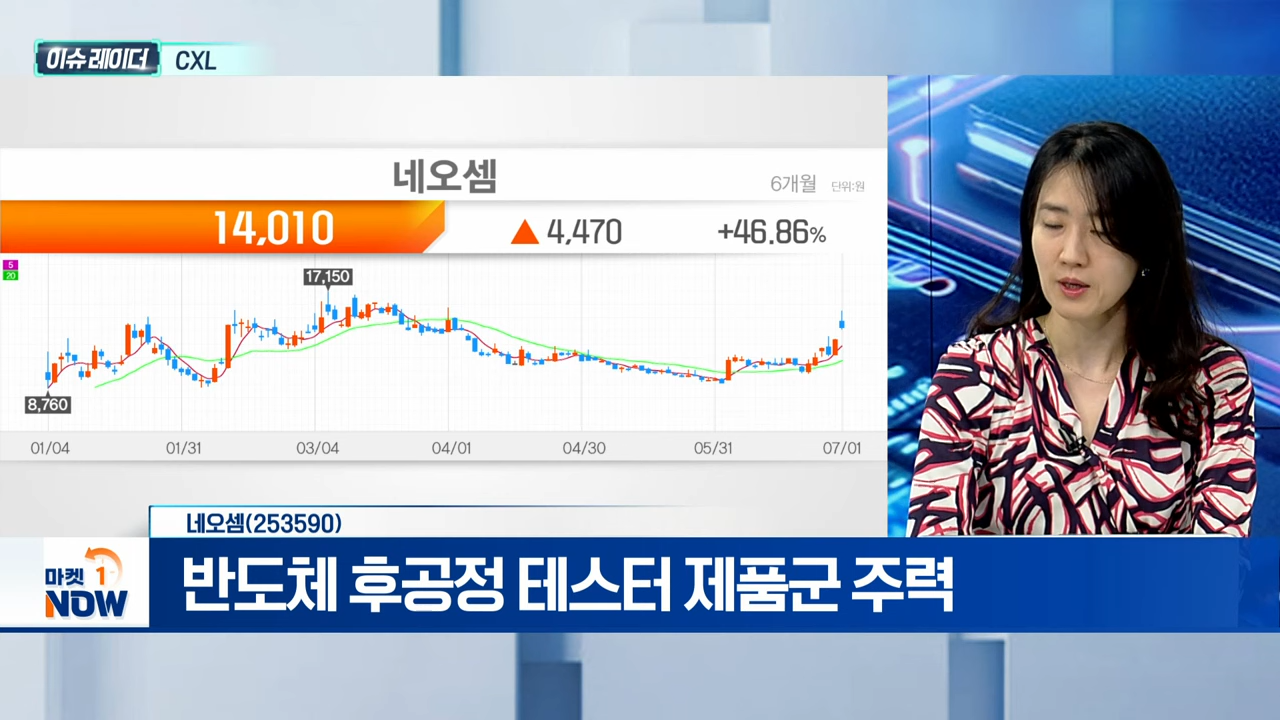 이슈 레이더 CXL
네오셈
6개월 단위:원
14,010 ▲ 4,470 +46.86%
5
20
17,150
8,760
01/04 01/31 03/04 04/01 04/30 05/31 07/01
네오셈(253590)
마켓 1
NOW
반도체 후공정 테스터 제품군 주력